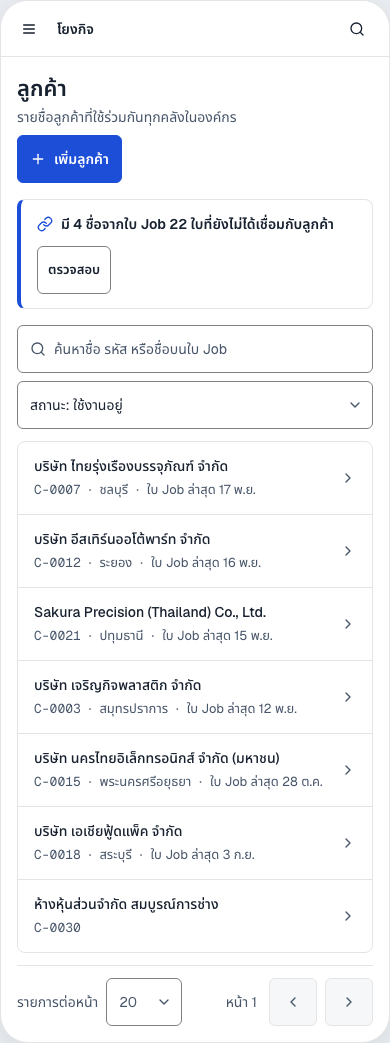 โยงกิจ
ลูกค้า
รายชื่อลูกค้าที่ใช้ร่วมกันทุกคลังในองค์กร
เพิ่มลูกค้า
มี 4 ชื่อจากใบ Job 22 ใบที่ยังไม่ได้เชื่อมกับลูกค้า
ตรวจสอบ
ค้นหาชื่อ รหัส หรือชื่อบนใบ Job
สถานะ: ใช้งานอยู่
บริษัท ไทยรุ่งเรืองบรรจุภัณฑ์ จำกัด
C-0007 · ชลบุรี · ใบ Job ล่าสุด 17 พ.ย.
บริษัท อีสเทิร์นออโต้พาร์ท จำกัด
C-0012 · ระยอง · ใบ Job ล่าสุด 16 พ.ย.
Sakura Precision (Thailand) Co., Ltd.
C-0021 · ปทุมธานี · ใบ Job ล่าสุด 15 พ.ย.
บริษัท เจริญกิจพลาสติก จำกัด
C-0003 · สมุทรปราการ · ใบ Job ล่าสุด 12 พ.ย.
บริษัท นครไทยอิเล็กทรอนิกส์ จำกัด (มหาชน)
C-0015 · พระนครศรีอยุธยา · ใบ Job ล่าสุด 28 ต.ค.
บริษัท เอเชียฟู้ดแพ็ค จำกัด
C-0018 · สระบุรี · ใบ Job ล่าสุด 3 ก.ย.
ห้างหุ้นส่วนจำกัด สมบูรณ์การช่าง
C-0030
รายการต่อหน้า 20 หน้า 1